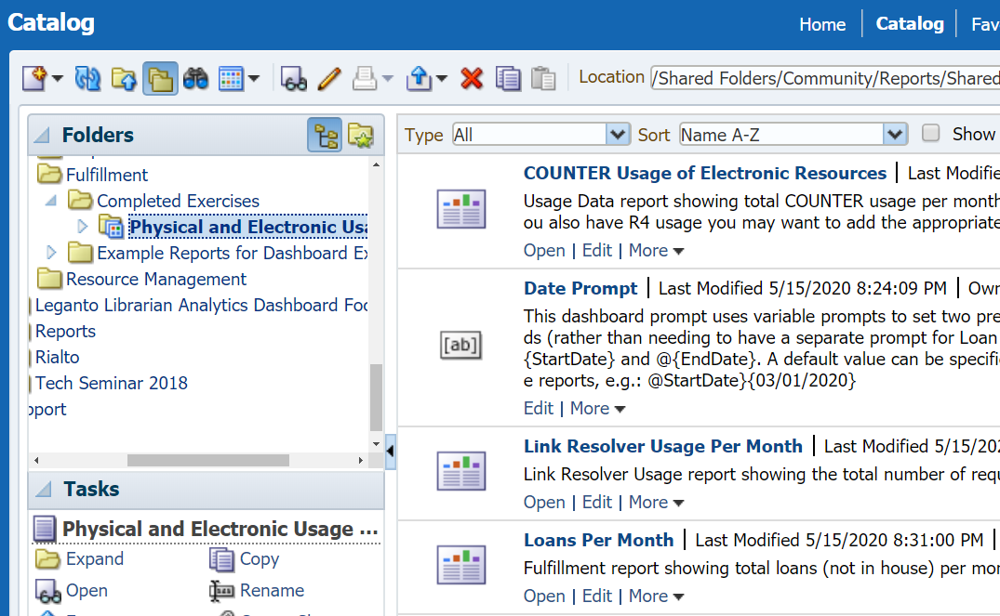 Catalog
Home
Catalog
Location /Shared Folders/Community/Reports/Shared
Folders
Fulfillment
Completed Exercises
Physical and Electronic Usa
Example Reports for Dashboard Ex
Resource Management
Leganto Librarian Analytics Dashboard Foc
Reports
Rialto
Tech Seminar 2018
Tasks
Physical and Electronic Usage ...
Expand Copy
Open Rename
Type All Sort Name A-Z Show
COUNTER Usage of Electronic Resources | Last Modifie
Usage Data report showing total COUNTER usage per month
ou also have R4 usage you may want to add the appropriate
Open | Edit | More
Date Prompt | Last Modified 5/15/2020 8:24:09 PM | Own
This dashboard prompt uses variable prompts to set two pre
ds (rather than needing to have a separate prompt for Loan
{StartDate} and @{EndDate}. A default value can be specifi
e reports, e.g.: @StartDate}{03/01/2020}
[ab]
Edit | More
Link Resolver Usage Per Month | Last Modified 5/15/202
Link Resolver Usage report showing the total number of requ
Open | Edit | More
Loans Per Month | Last Modified 5/15/2020 8:31:00 PM |
Fulfillment report showing total loans (not in house) per mon
Open | Edit | More